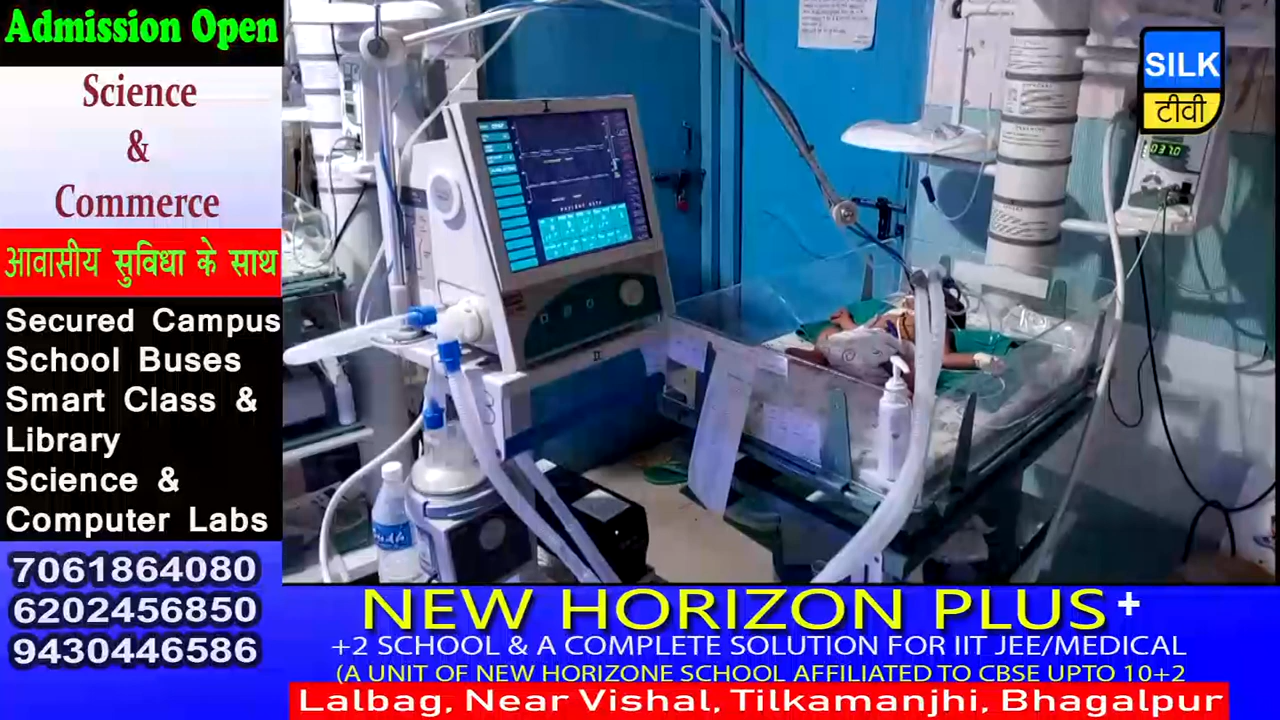 Admission Open
Science
&
Commerce
आवासीय सुविधा के साथ
Secured Campus
School Buses
Smart Class &
Library
Science &
Computer Labs
7061864080
6202456850
9430446586
SILK
टीवी
037.0
NEW HORIZON PLUS+
+2 SCHOOL & A COMPLETE SOLUTION FOR IIT JEE/MEDICAL
(A UNIT OF NEW HORIZONE SCHOOL AFFILIATED TO CBSE UPTO 10+2
Lalbag, Near Vishal, Tilkamanjhi, Bhagalpur